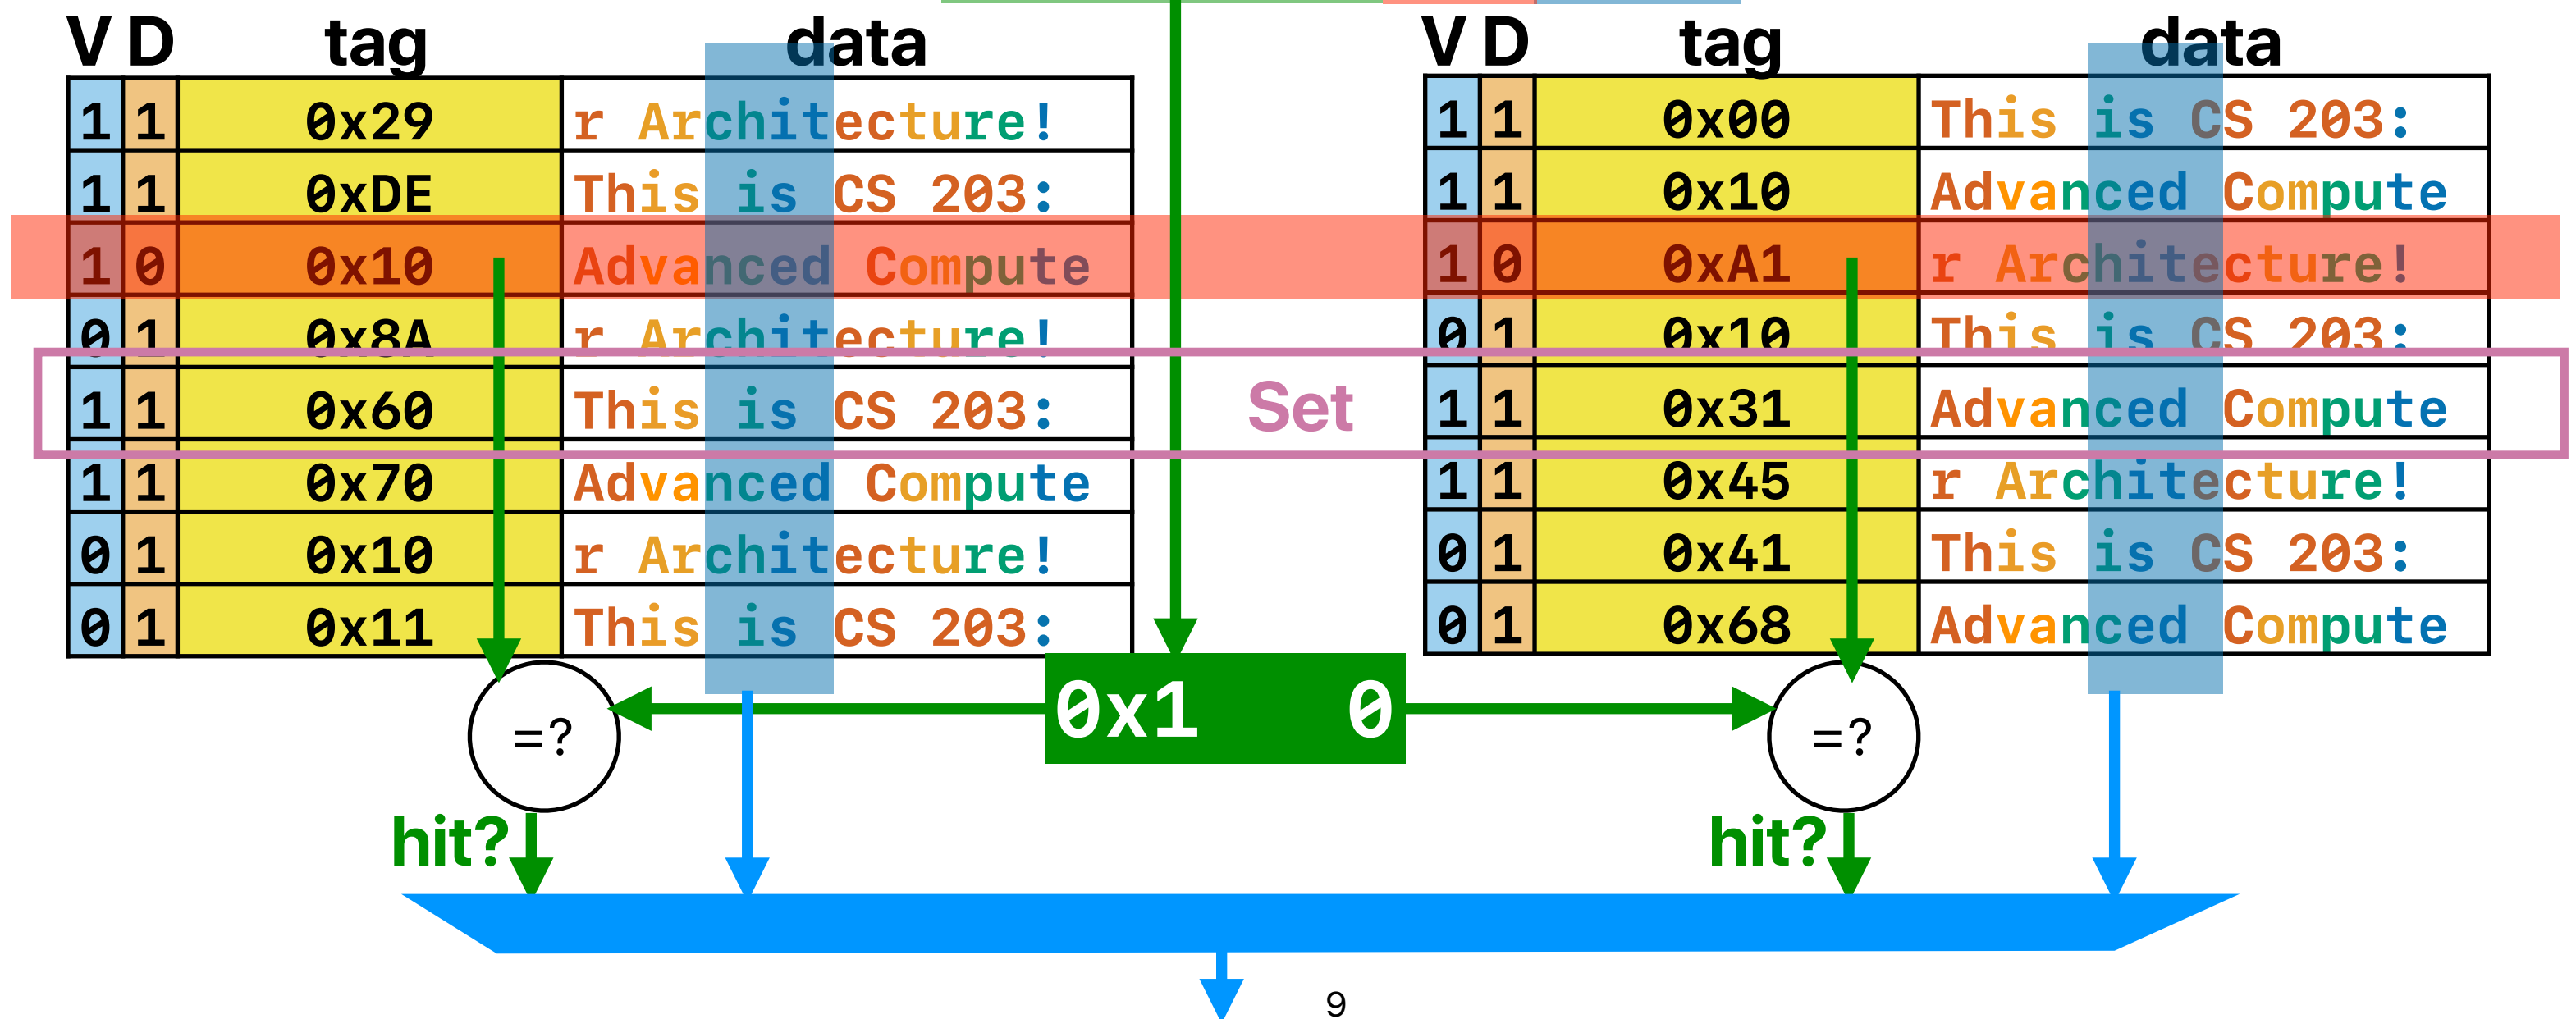 V D tag data V D tag data
1 1 0x29 r Architecture! 1 1 0x00 This is CS 203:
1 1 0xDE This is CS 203: 1 1 0x10 Advanced Compute
1 0 0x10 Advanced Compute 1 0 0xA1 r Architecture!
0 1 0x8A r Architecture! 0 1 0x10 This is CS 203:
1 1 0x60 This is CS 203: Set 1 1 0x31 Advanced Compute
1 1 0x70 Advanced Compute 1 1 0x45 r Architecture!
0 1 0x10 r Architecture! 0 1 0x41 This is CS 203:
0 1 0x11 This is CS 203: 0 1 0x68 Advanced Compute
=? 0x1 0 =?
hit? hit?
9